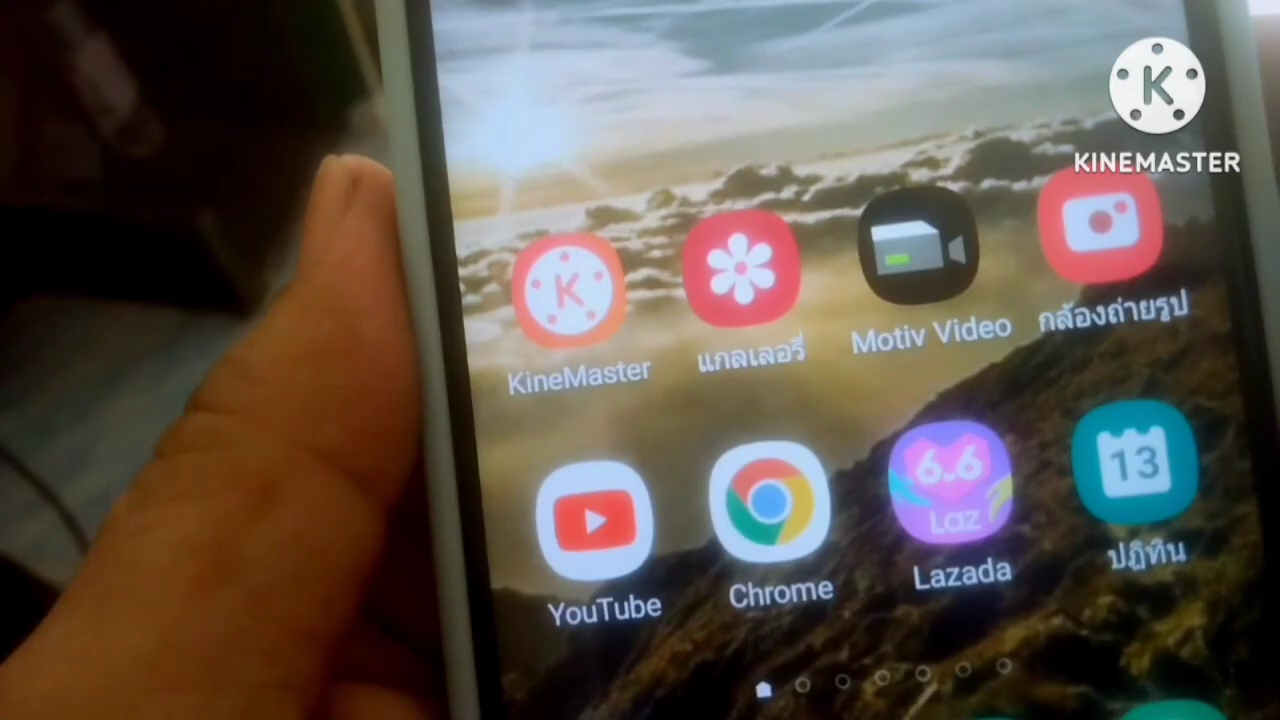 K
KINEMASTER
K
KineMaster
แกลเลอรี่
Motiv Video
กล้องถ่ายรูป
YouTube
Chrome
6.6
Laz
Lazada
13
ปฏิทิน